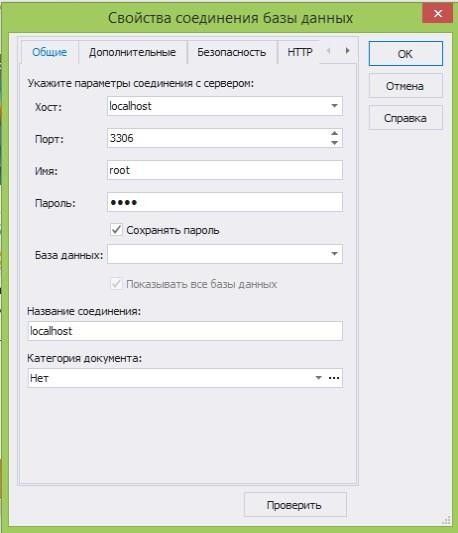 Свойства соединения базы данных
Общие Дополнительные Безопасность HTTP
Укажите параметры соединения с сервером:
Хост: localhost
Порт: 3306
Имя: root
Пароль: ●●●●
Сохранять пароль
База данных:
Показывать все базы данных
Название соединения:
localhost
Категория документа:
Нет ...
Проверить
OK
Отмена
Справка